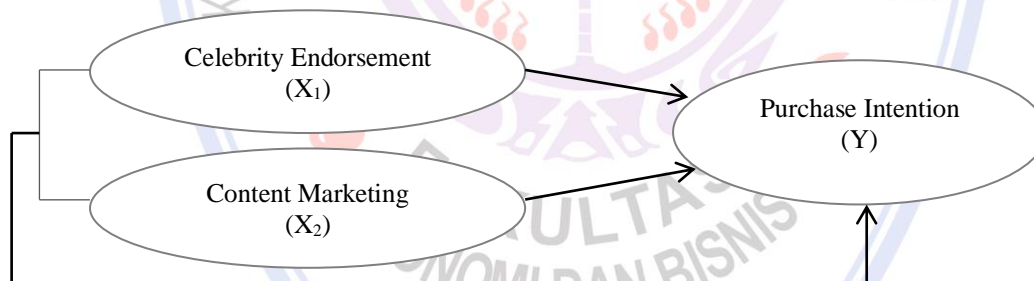 Celebrity Endorsement
(X₁)
Purchase Intention
(Y)
Content Marketing
(X₂)